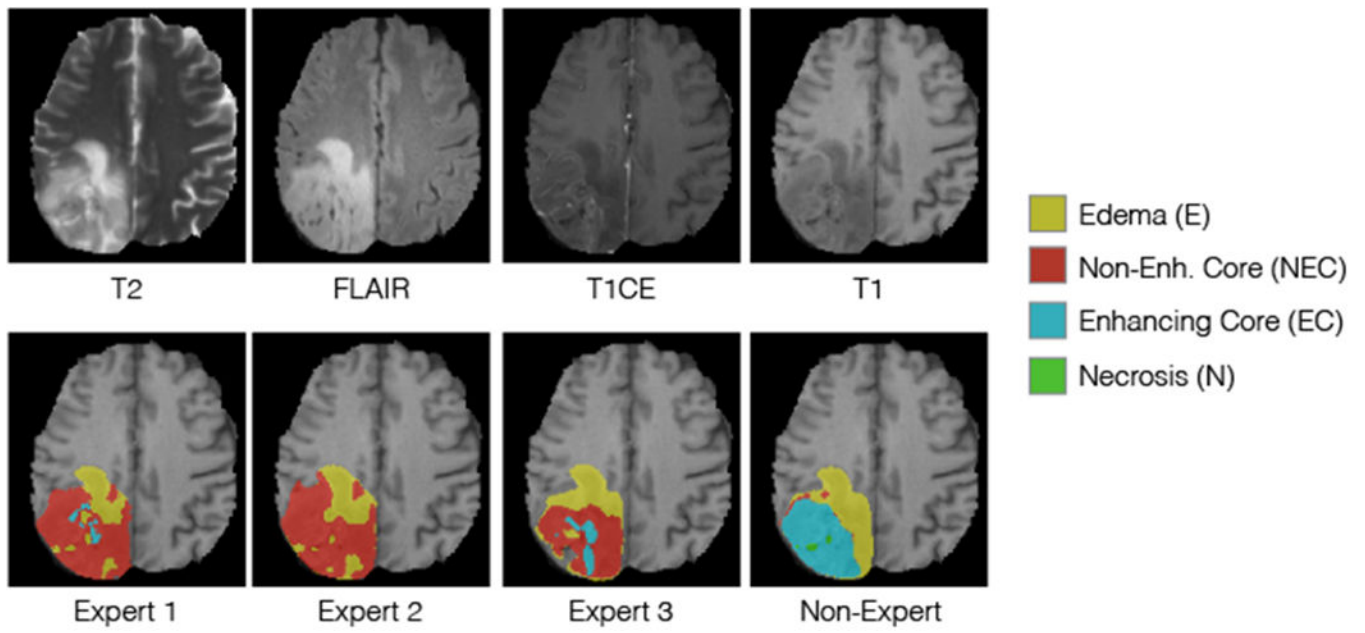 T2
FLAIR
T1CE
T1
Edema (E)
Non-Enh. Core (NEC)
Enhancing Core (EC)
Necrosis (N)
Expert 1
Expert 2
Expert 3
Non-Expert